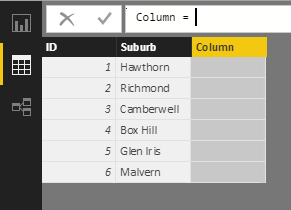 Column =
ID Suburb Column
1 Hawthorn
2 Richmond
3 Camberwell
4 Box Hill
5 Glen Iris
6 Malvern